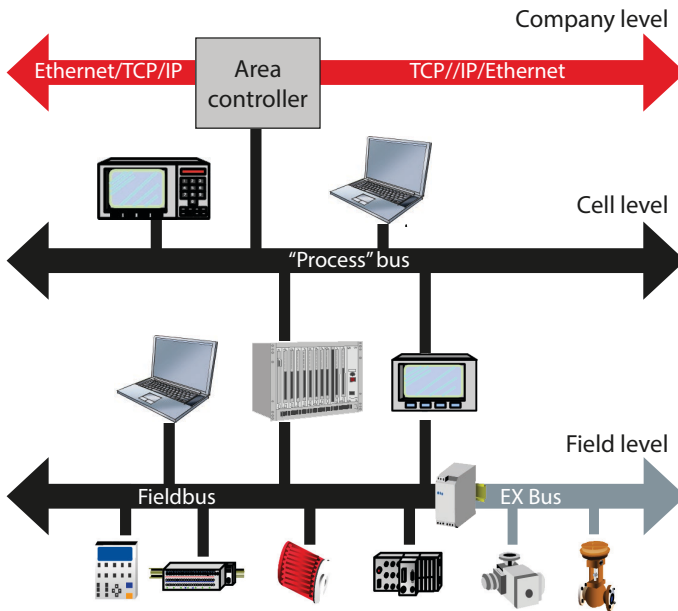 Company level
Ethernet/TCP/IP
Area
controller
TCP//IP/Ethernet
Cell level
“Process” bus
Field level
Fieldbus
EX Bus